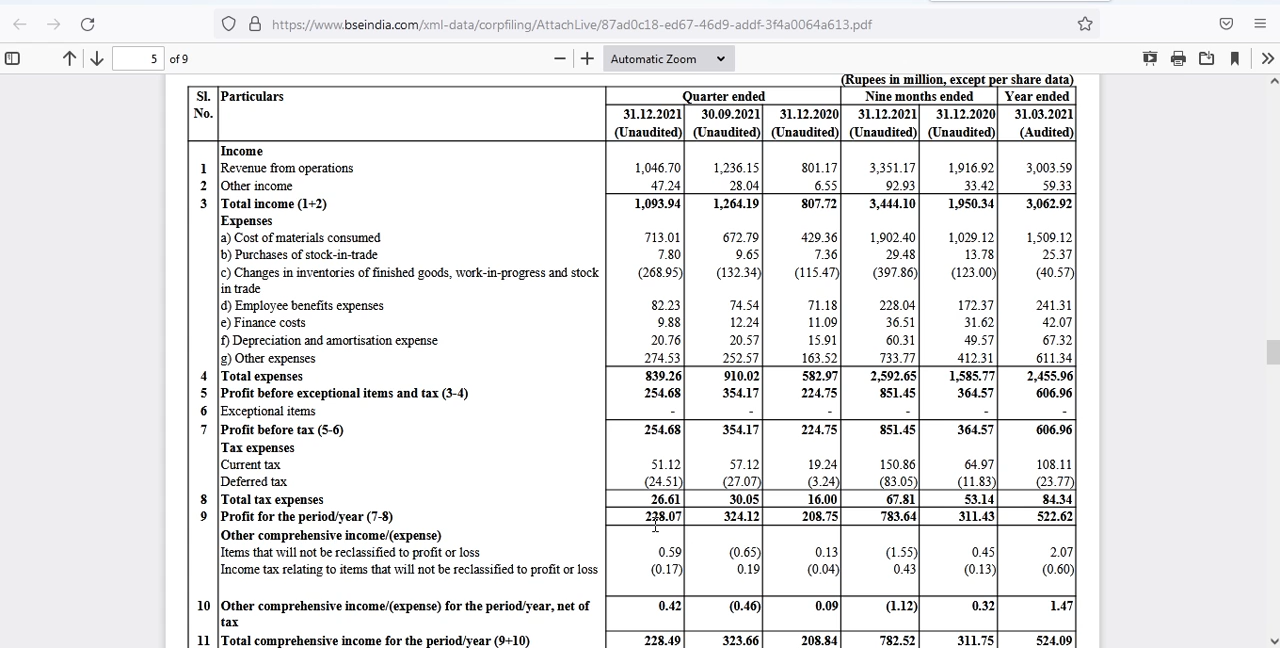 https://www.bseindia.com/xml-data/corpfiling/AttachLive/87ad0c18-ed67-46d9-addf-3f4a0064a613.pdf
5 of 9 Automatic Zoom
(Rupees in million, except per share data)
Sl. Particulars Quarter ended Nine months ended Year ended
No. 31.12.2021 30.09.2021 31.12.2020 31.12.2021 31.12.2020 31.03.2021
(Unaudited) (Unaudited) (Unaudited) (Unaudited) (Unaudited) (Audited)
Income
1 Revenue from operations 1,046.70 1,236.15 801.17 3,351.17 1,916.92 3,003.59
2 Other income 47.24 28.04 6.55 92.93 33.42 59.33
3 Total income (1+2) 1,093.94 1,264.19 807.72 3,444.10 1,950.34 3,062.92
Expenses
a) Cost of materials consumed 713.01 672.79 429.36 1,902.40 1,029.12 1,509.12
b) Purchases of stock-in-trade 7.80 9.65 7.36 29.48 13.78 25.37
c) Changes in inventories of finished goods, work-in-progress and stock (268.95) (132.34) (115.47) (397.86) (123.00) (40.57)
in trade
d) Employee benefits expenses 82.23 74.54 71.18 228.04 172.37 241.31
e) Finance costs 9.88 12.24 11.09 36.51 31.62 42.07
f) Depreciation and amortisation expense 20.76 20.57 15.91 60.31 49.57 67.32
g) Other expenses 274.53 252.57 163.52 733.77 412.31 611.34
4 Total expenses 839.26 910.02 582.97 2,592.65 1,585.77 2,455.96
5 Profit before exceptional items and tax (3-4) 254.68 354.17 224.75 851.45 364.57 606.96
6 Exceptional items - - - - - -
7 Profit before tax (5-6) 254.68 354.17 224.75 851.45 364.57 606.96
Tax expenses
Current tax 51.12 57.12 19.24 150.86 64.97 108.11
Deferred tax (24.51) (27.07) (3.24) (83.05) (11.83) (23.77)
8 Total tax expenses 26.61 30.05 16.00 67.81 53.14 84.34
9 Profit for the period/year (7-8) 228.07 324.12 208.75 783.64 311.43 522.62
Other comprehensive income/(expense)
Items that will not be reclassified to profit or loss 0.59 (0.65) 0.13 (1.55) 0.45 2.07
Income tax relating to items that will not be reclassified to profit or loss (0.17) 0.19 (0.04) 0.43 (0.13) (0.60)
10 Other comprehensive income/(expense) for the period/year, net of 0.42 (0.46) 0.09 (1.12) 0.32 1.47
tax
11 Total comprehensive income for the period/year (9+10) 228.49 323.66 208.84 782.52 311.75 524.09